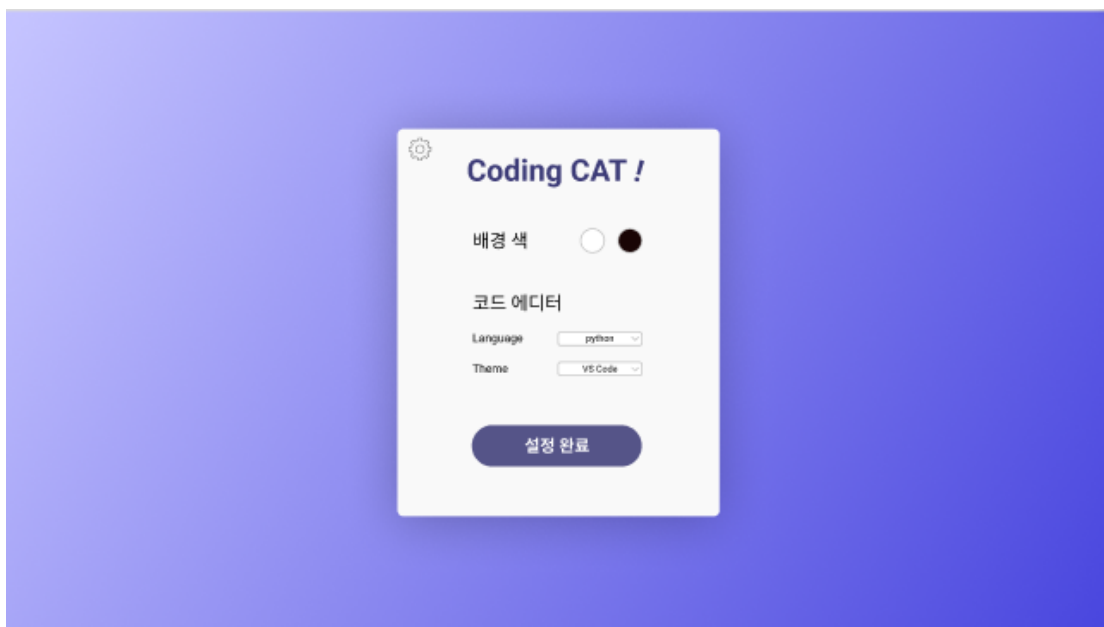 Coding CAT !
배경 색
코드 에디터
Language python
Theme VS Code
설정 완료